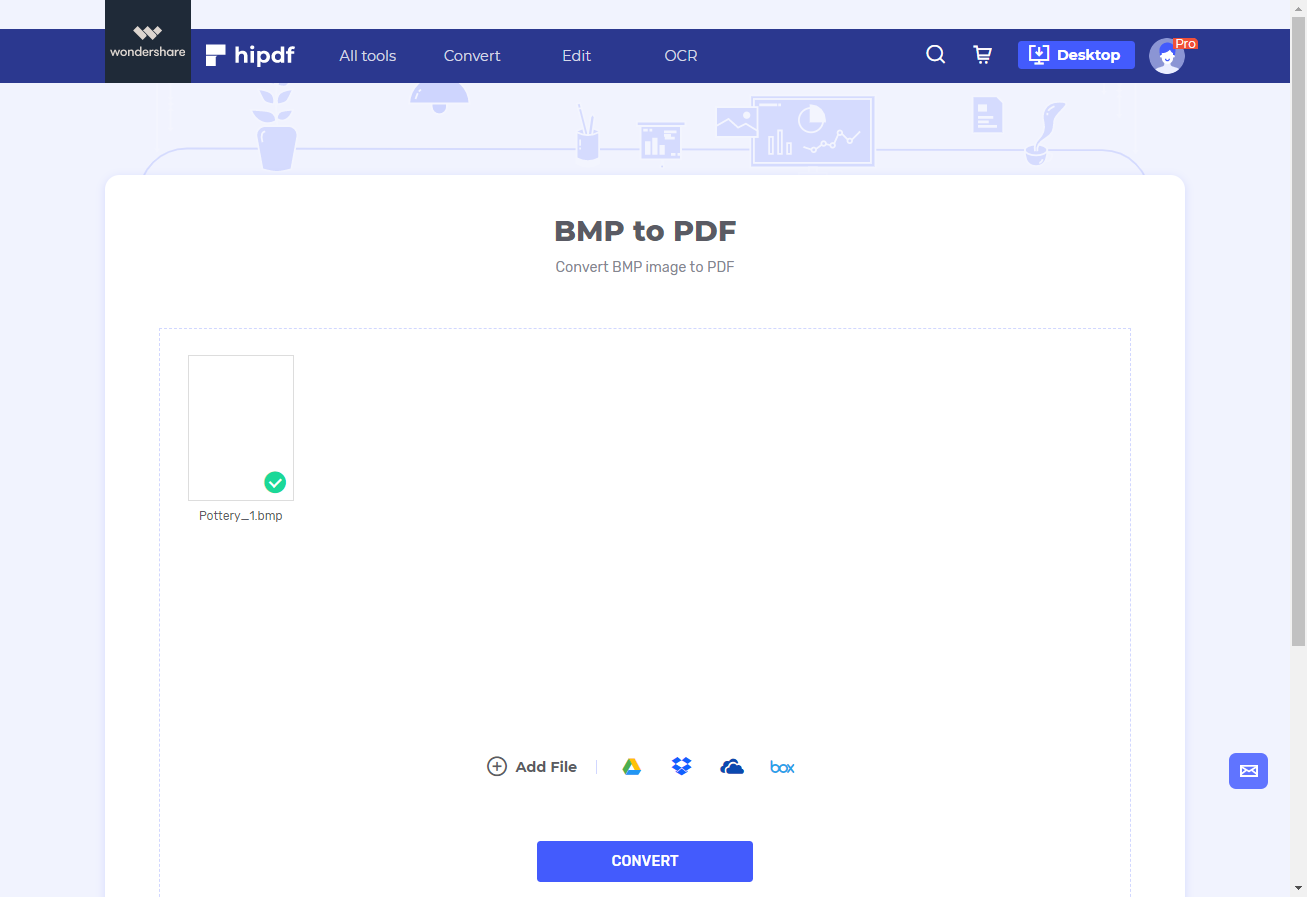 wondershare
hipdf
All tools
Convert
Edit
OCR
Desktop
Pro
BMP to PDF
Convert BMP image to PDF
Pottery_1.bmp
Add File
box
CONVERT